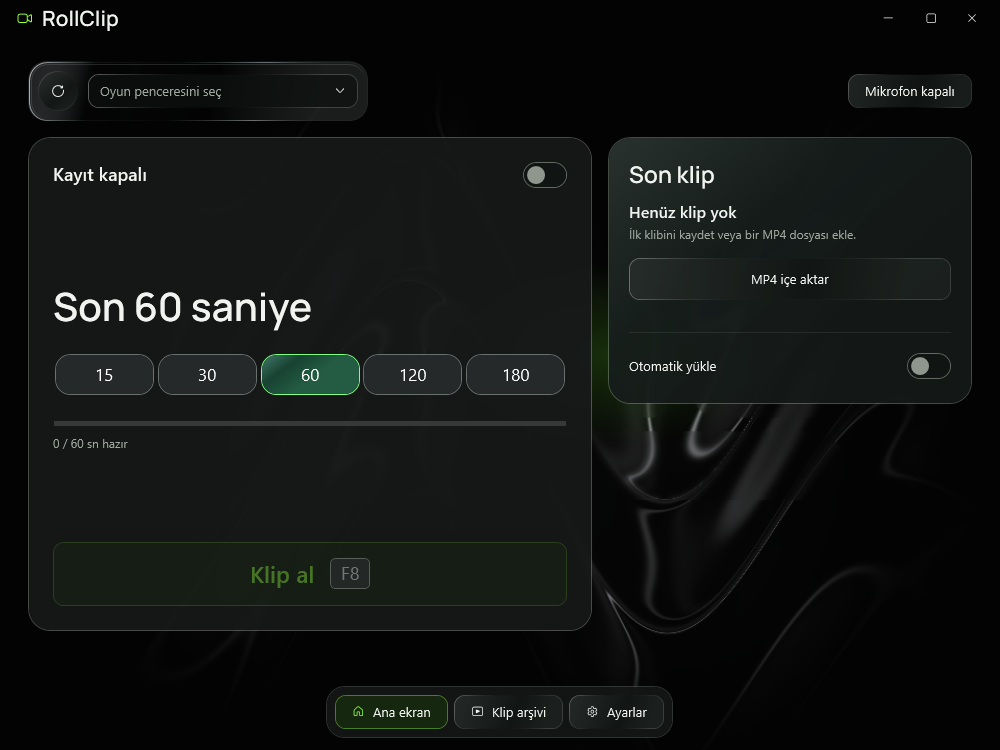 RollClip
Oyun penceresini seç
Mikrofon kapalı
Kayıt kapalı
Son 60 saniye
15 30 60 120 180
0 / 60 sn hazır
Klip al F8
Son klip
Henüz klip yok
İlk klibini kaydet veya bir MP4 dosyası ekle.
MP4 içe aktar
Otomatik yükle
Ana ekran Klip arşivi Ayarlar